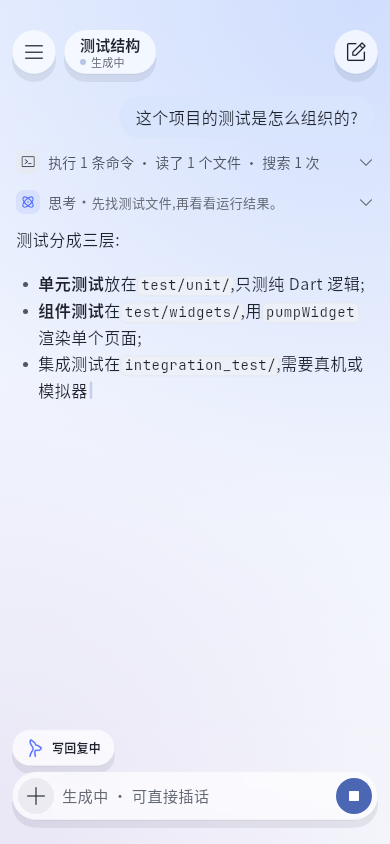 测试结构
生成中
这个项目的测试是怎么组织的?
执行 1 条命令 · 读了 1 个文件 · 搜索 1 次
思考 · 先找测试文件,再看看运行结果。
测试分成三层:
• 单元测试放在 test/unit/,只测纯 Dart 逻辑;
• 组件测试在 test/widgets/,用 pumpWidget
渲染单个页面;
• 集成测试在 integration_test/,需要真机或
模拟器
写回复中
生成中 · 可直接插话